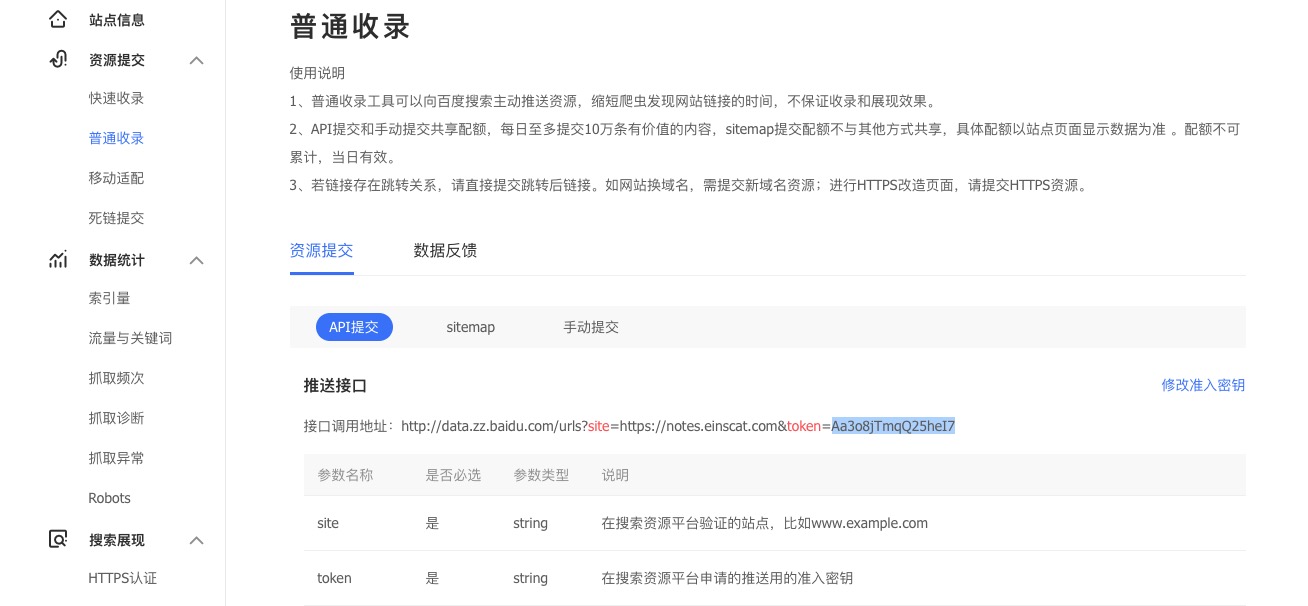 站点信息
资源提交
快速收录
普通收录
移动适配
死链提交
数据统计
索引量
流量与关键词
抓取频次
抓取诊断
抓取异常
Robots
搜索展现
HTTPS认证
普通收录
使用说明
1、普通收录工具可以向百度搜索主动推送资源，缩短爬虫发现网站链接的时间，不保证收录和展现效果。
2、API提交和手动提交共享配额，每日至多提交10万条有价值的内容，sitemap提交配额不与其他方式共享，具体配额以站点页面显示数据为准 。配额不可
累计，当日有效。
3、若链接存在跳转关系，请直接提交跳转后链接。如网站换域名，需提交新域名资源；进行HTTPS改造页面，请提交HTTPS资源。
资源提交 数据反馈
API提交 sitemap 手动提交
推送接口 修改准入密钥
接口调用地址：http://data.zz.baidu.com/urls?site=https://notes.einscat.com&token=Aa3o8jTmqQ25heI7
参数名称 是否必选 参数类型 说明
site 是 string 在搜索资源平台验证的站点，比如www.example.com
token 是 string 在搜索资源平台申请的推送用的准入密钥